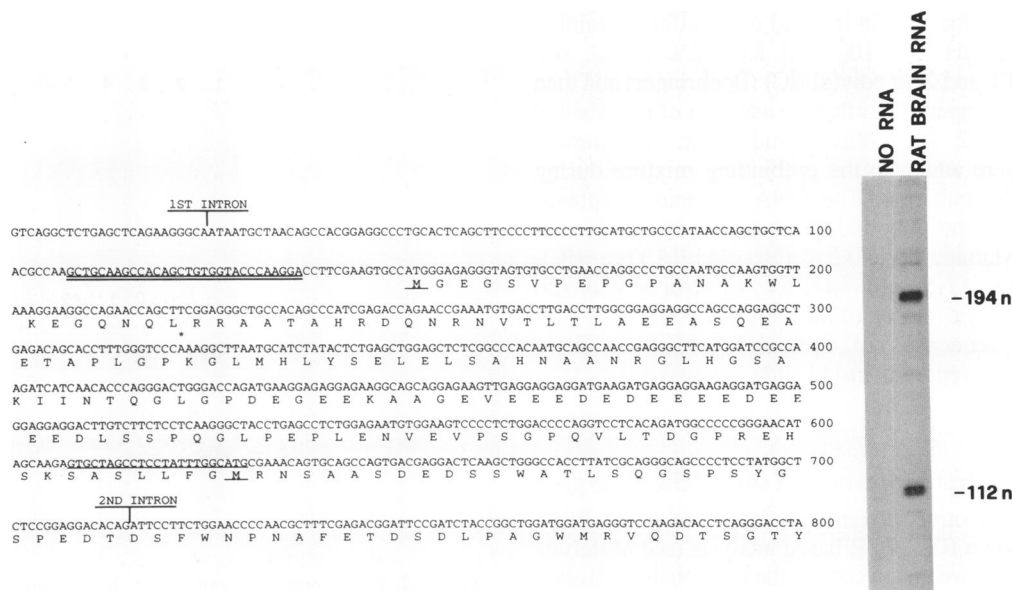 1ST INTRON
GTCAGGCTCTGAGCTCAGAAGGGCAATAATGCTAACAGCCACGGAGGCCCTGCACTCAGCTTCCCCTTCCCCTTGCATGCTGCCCATAACCAGCTGCTCA 100
ACGCCAAGCTGCAAGCCACAGCTGTGGTACCCAAGGACCTTCGAAGTGCCATGGGAGAGGGTAGTGTGCCTGAACCAGGCCCTGCCAATGCCAAGTGGTT 200
M G E G S V P E P G P A N A K W L
AAAGGAAGGCCAGAACCAGCTTCGGAGGGCTGCCACAGCCCATCGAGACCAGAACCGAAATGTGACCTTGACCTTGGCGGAGGAGGCCAGCCAGGAGGCT 300
K E G Q N Q L R R A A T A H R D Q N R N V T L T L A E E A S Q E A
*
GAGACAGCACCTTTGGGTCCCAAAGGCTTAATGCATCTATACTCTGAGCTGGAGCTCTCGGCCCACAATGCAGCCAACCGAGGGCTTCATGGATCCGCCA 400
E T A P L G P K G L M H L Y S E L E L S A H N A A N R G L H G S A
AGATCATCAACACCCAGGGACTGGGACCAGATGAAGGAGAGGAGAAGGCAGCAGGAGAAGTTGAGGAGGAGGATGAAGATGAGGAGGAAGAGGATGAGGA 500
K I I N T Q G L G P D E G E E K A A G E V E E E D E D E E E E D E E
GGAGGAGGACTTGTCTTCTCCTCAAGGGCTACCTGAGCCTCTGGAGAATGTGGAAGTCCCCTCTGGACCCCAGGTCCTCACAGATGGCCCCCGGGAACAT 600
E E D L S S P Q G L P E P L E N V E V P S G P Q V L T D G P R E H
AGCAAGAGTGCTAGCCTCCTATTTGGCATGCGAAACAGTGCAGCCAGTGACGAGGACTCAAGCTGGGCCACCTTATCGCAGGGCAGCCCCTCCTATGGCT 700
S K S A S L L F G M R N S A A S D E D S S W A T L S Q G S P S Y G
2ND INTRON
CTCCGGAGGACACAGATTCCTTCTGGAACCCCAACGCTTTCGAGACGGATTCCGATCTACCGGCTGGATGGATGAGGGTCCAAGACACCTCAGGGACCTA 800
S P E D T D S F W N P N A F E T D S D L P A G W M R V Q D T S G T Y
NO RNA
RAT BRAIN RNA
-194 n
-112 n